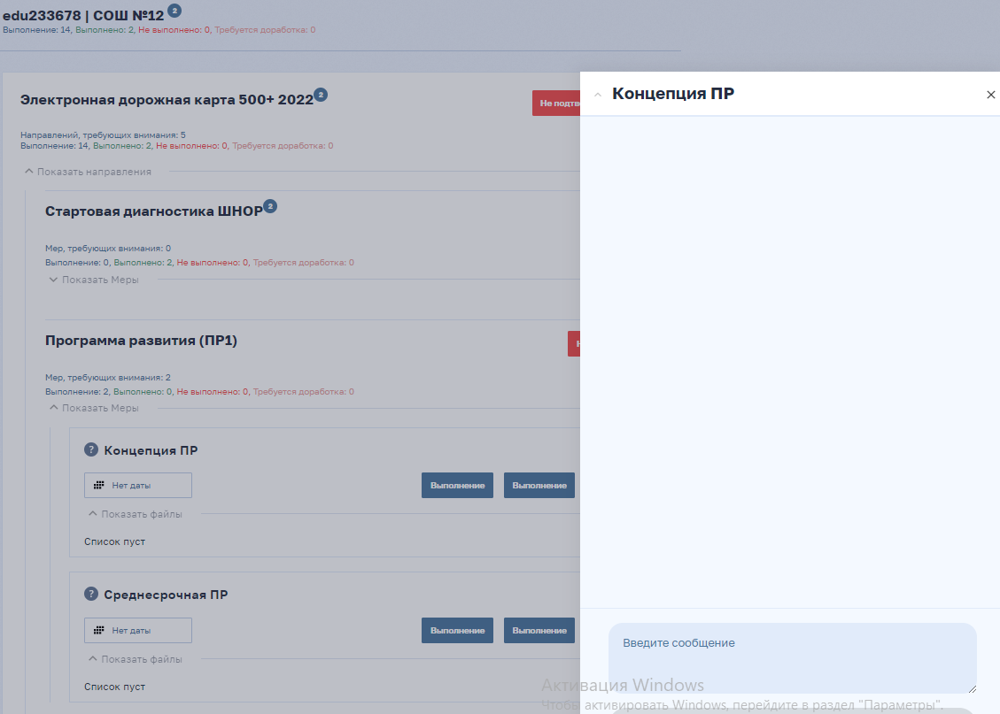 edu233678 | СОШ №12 2
Выполнение: 14, Выполнено: 2, Не выполнено: 0, Требуется доработка: 0
Электронная дорожная карта 500+ 2022 2
Не подтв
Направлений, требующих внимания: 5
Выполнение: 14, Выполнено: 2, Не выполнено: 0, Требуется доработка: 0
Показать направления
Стартовая диагностика ШНОР 2
Мер, требующих внимания: 0
Выполнение: 0, Выполнено: 2, Не выполнено: 0, Требуется доработка: 0
Показать Меры
Программа развития (ПР1)
Мер, требующих внимания: 2
Выполнение: 2, Выполнено: 0, Не выполнено: 0, Требуется доработка: 0
Показать Меры
? Концепция ПР
Нет даты
Выполнение Выполнение
Показать файлы
Список пуст
? Среднесрочная ПР
Нет даты
Выполнение Выполнение
Показать файлы
Список пуст
Концепция ПР
Введите сообщение
Активация Windows
Чтобы активировать Windows, перейдите в раздел "Параметры".